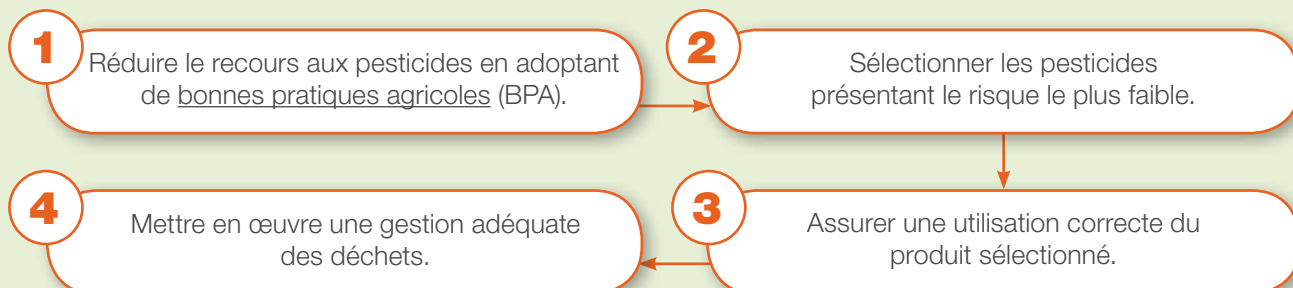 1
Réduire le recours aux pesticides en adoptant
de bonnes pratiques agricoles (BPA).
2
Sélectionner les pesticides
présentant le risque le plus faible.
3
Assurer une utilisation correcte du
produit sélectionné.
4
Mettre en œuvre une gestion adéquate
des déchets.